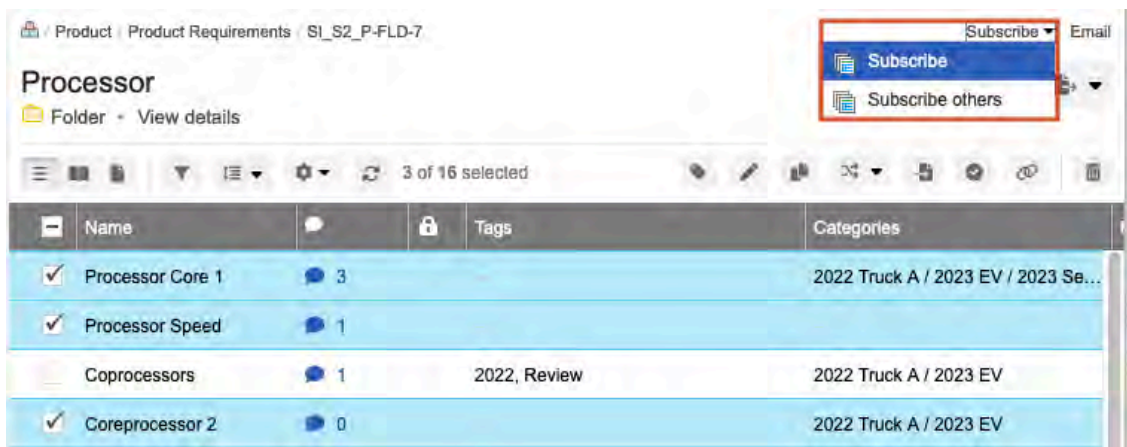 Product / Product Requirements / SI_S2_P-FLD-7 Subscribe Email
Subscribe
Processor
Subscribe others
Folder • View details
3 of 16 selected
Name Tags Categories
Processor Core 1 3 2022 Truck A / 2023 EV / 2023 Se...
Processor Speed 1
Coprocessors 1 2022, Review 2022 Truck A / 2023 EV
Coreprocessor 2 0 2022 Truck A / 2023 EV